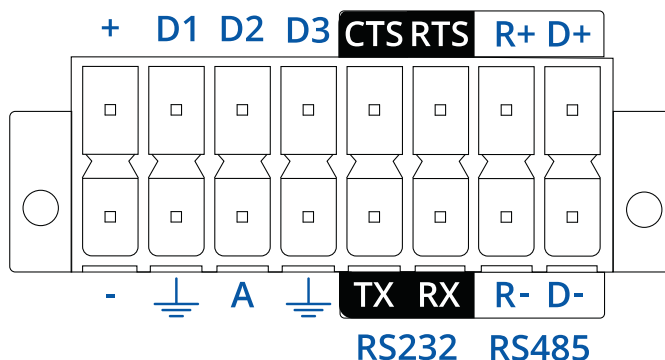 + D1 D2 D3 CTS RTS R+ D+
- A TX RX R- D-
RS232 RS485